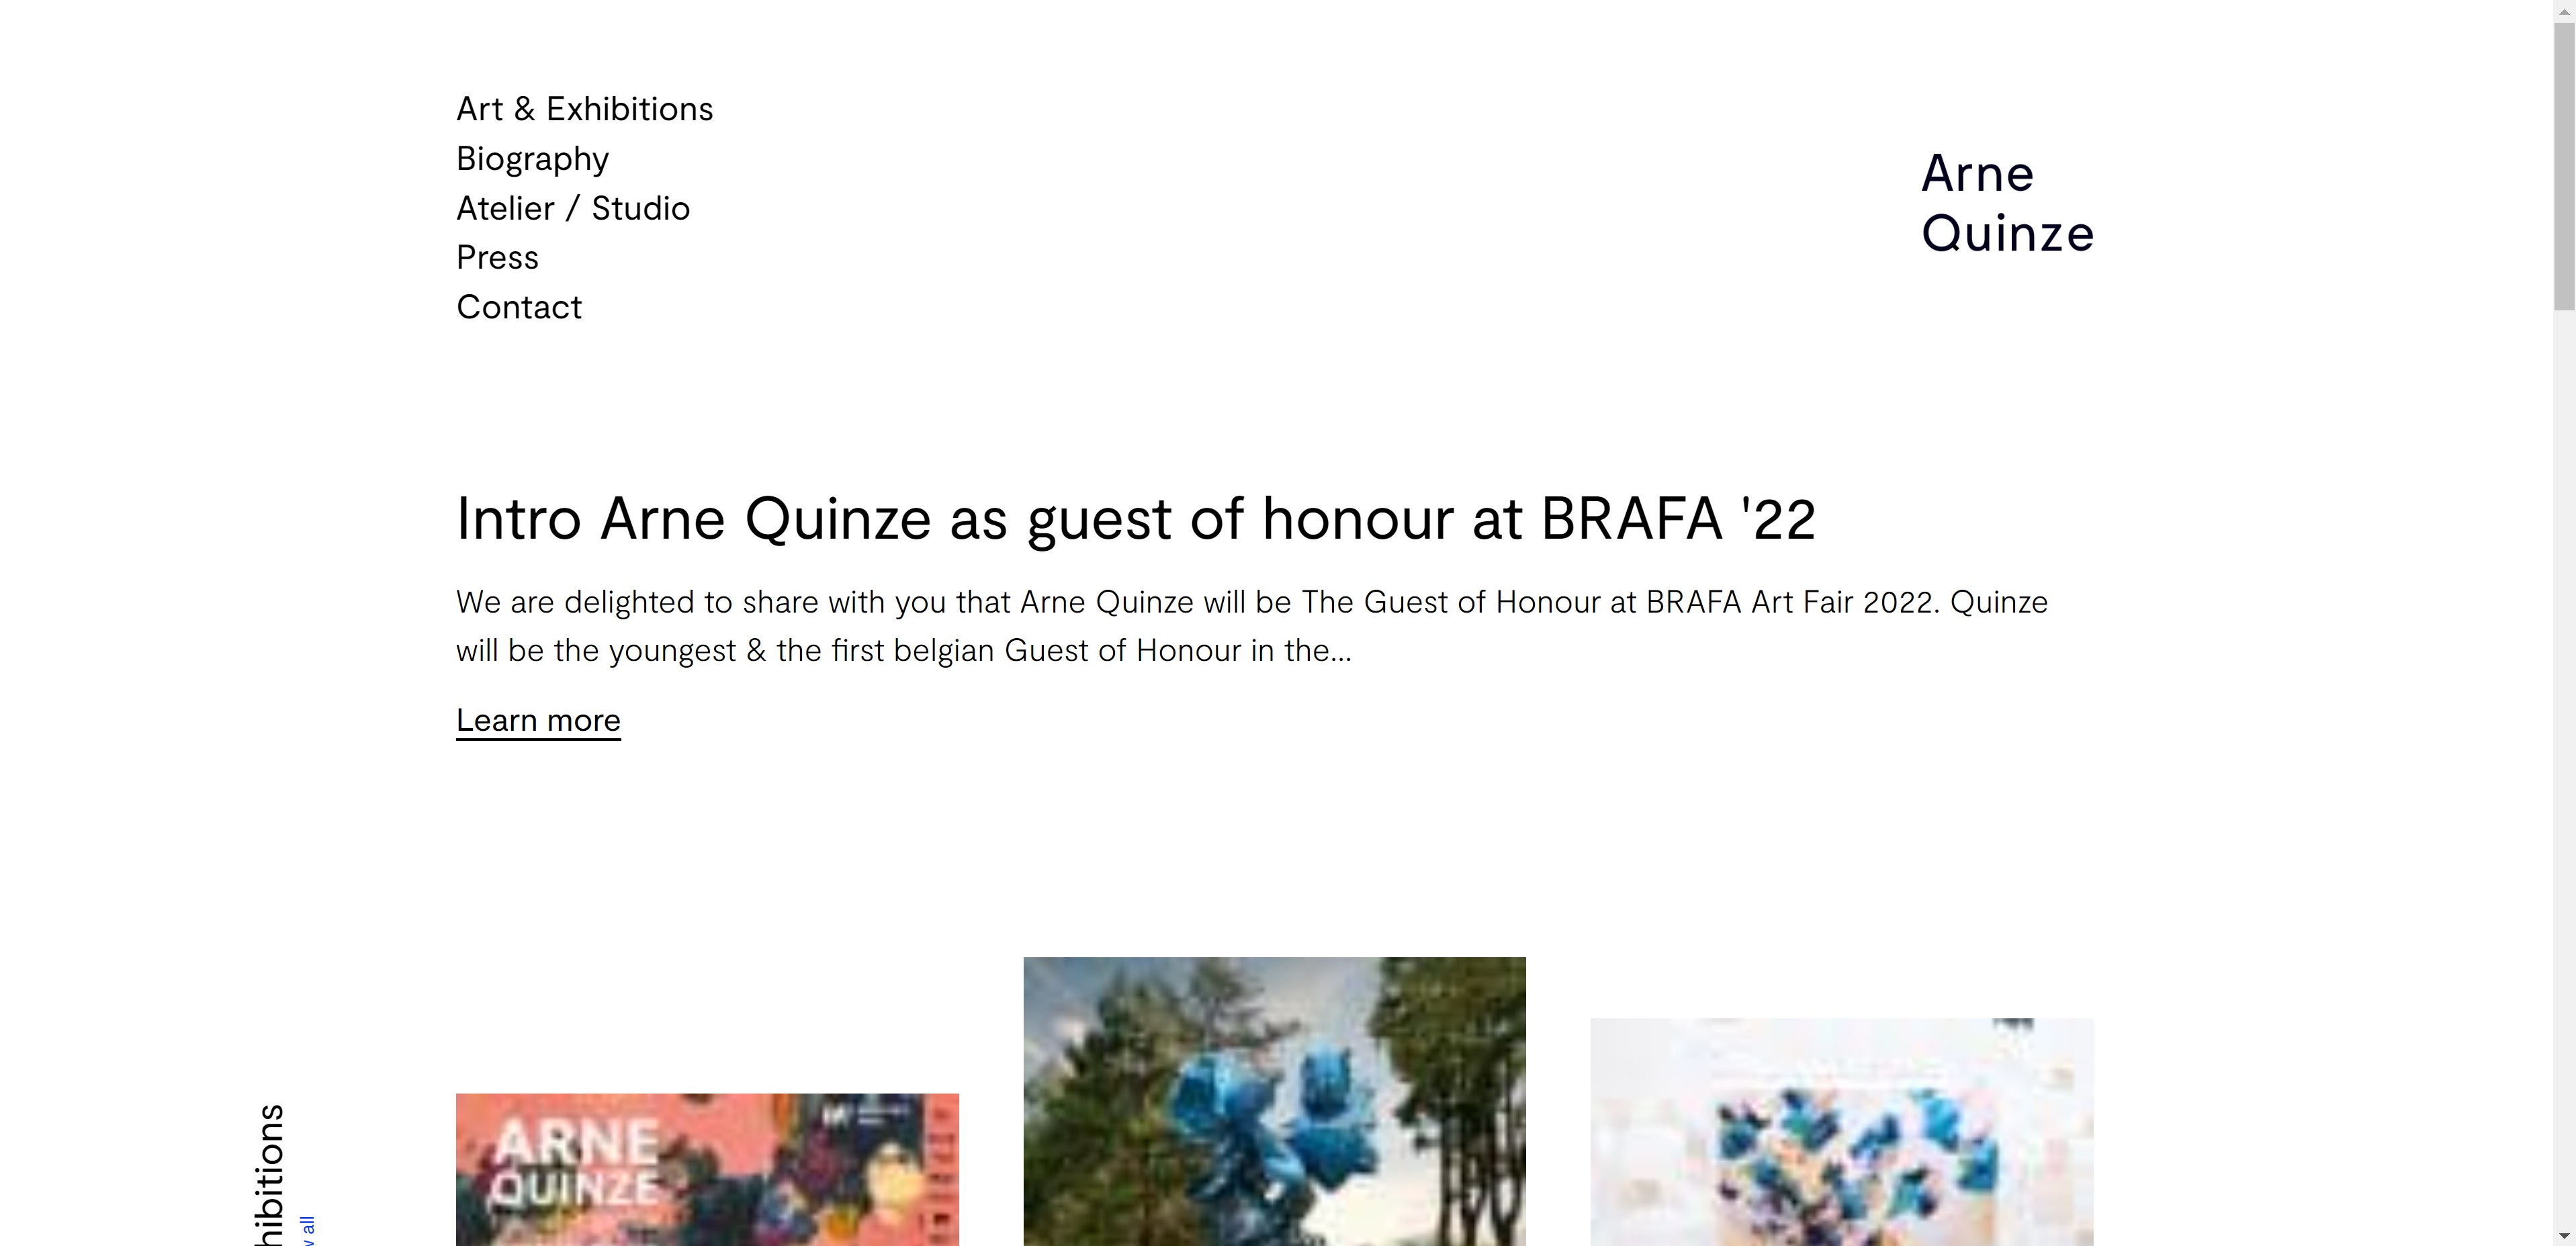 Art & Exhibitions
Biography
Atelier / Studio
Press
Contact
Arne
Quinze
Intro Arne Quinze as guest of honour at BRAFA '22
We are delighted to share with you that Arne Quinze will be The Guest of Honour at BRAFA Art Fair 2022. Quinze
will be the youngest & the first belgian Guest of Honour in the...
Learn more
all
ARNE
QUINZE